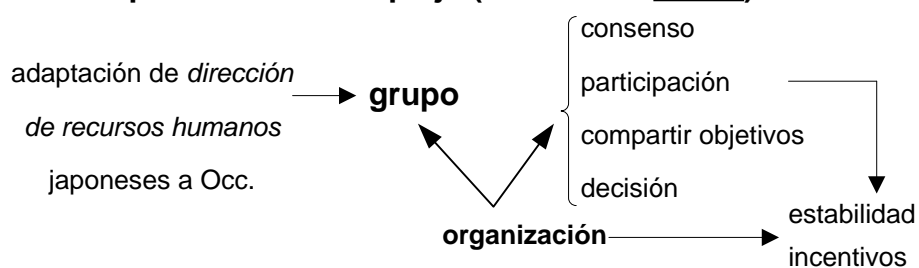 adaptación de dirección
de recursos humanos
japoneses a Occ.
grupo
consenso
participación
compartir objetivos
decisión
organización
estabilidad
incentivos